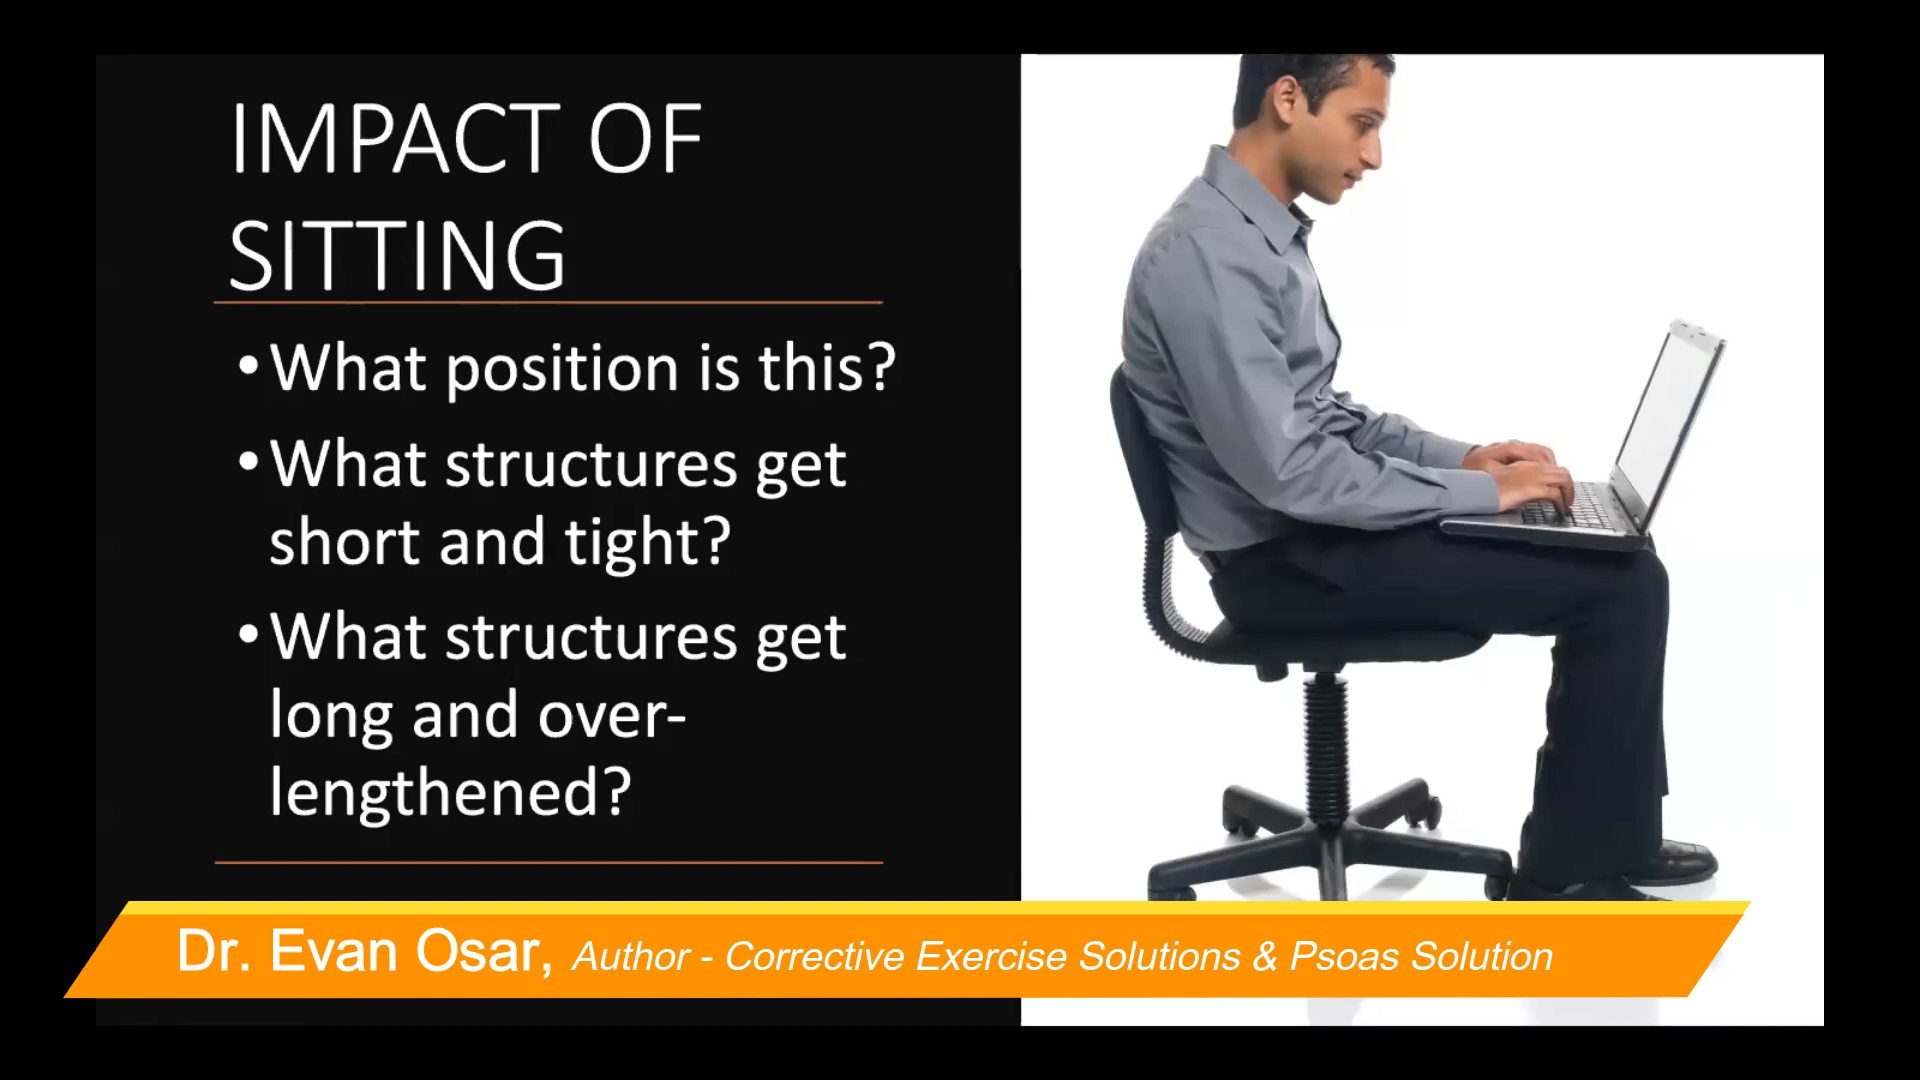 IMPACT OF
SITTING
•What position is this?
•What structures get
short and tight?
•What structures get
long and over-
lengthened?
Dr. Evan Osar, Author - Corrective Exercise Solutions & Psoas Solution